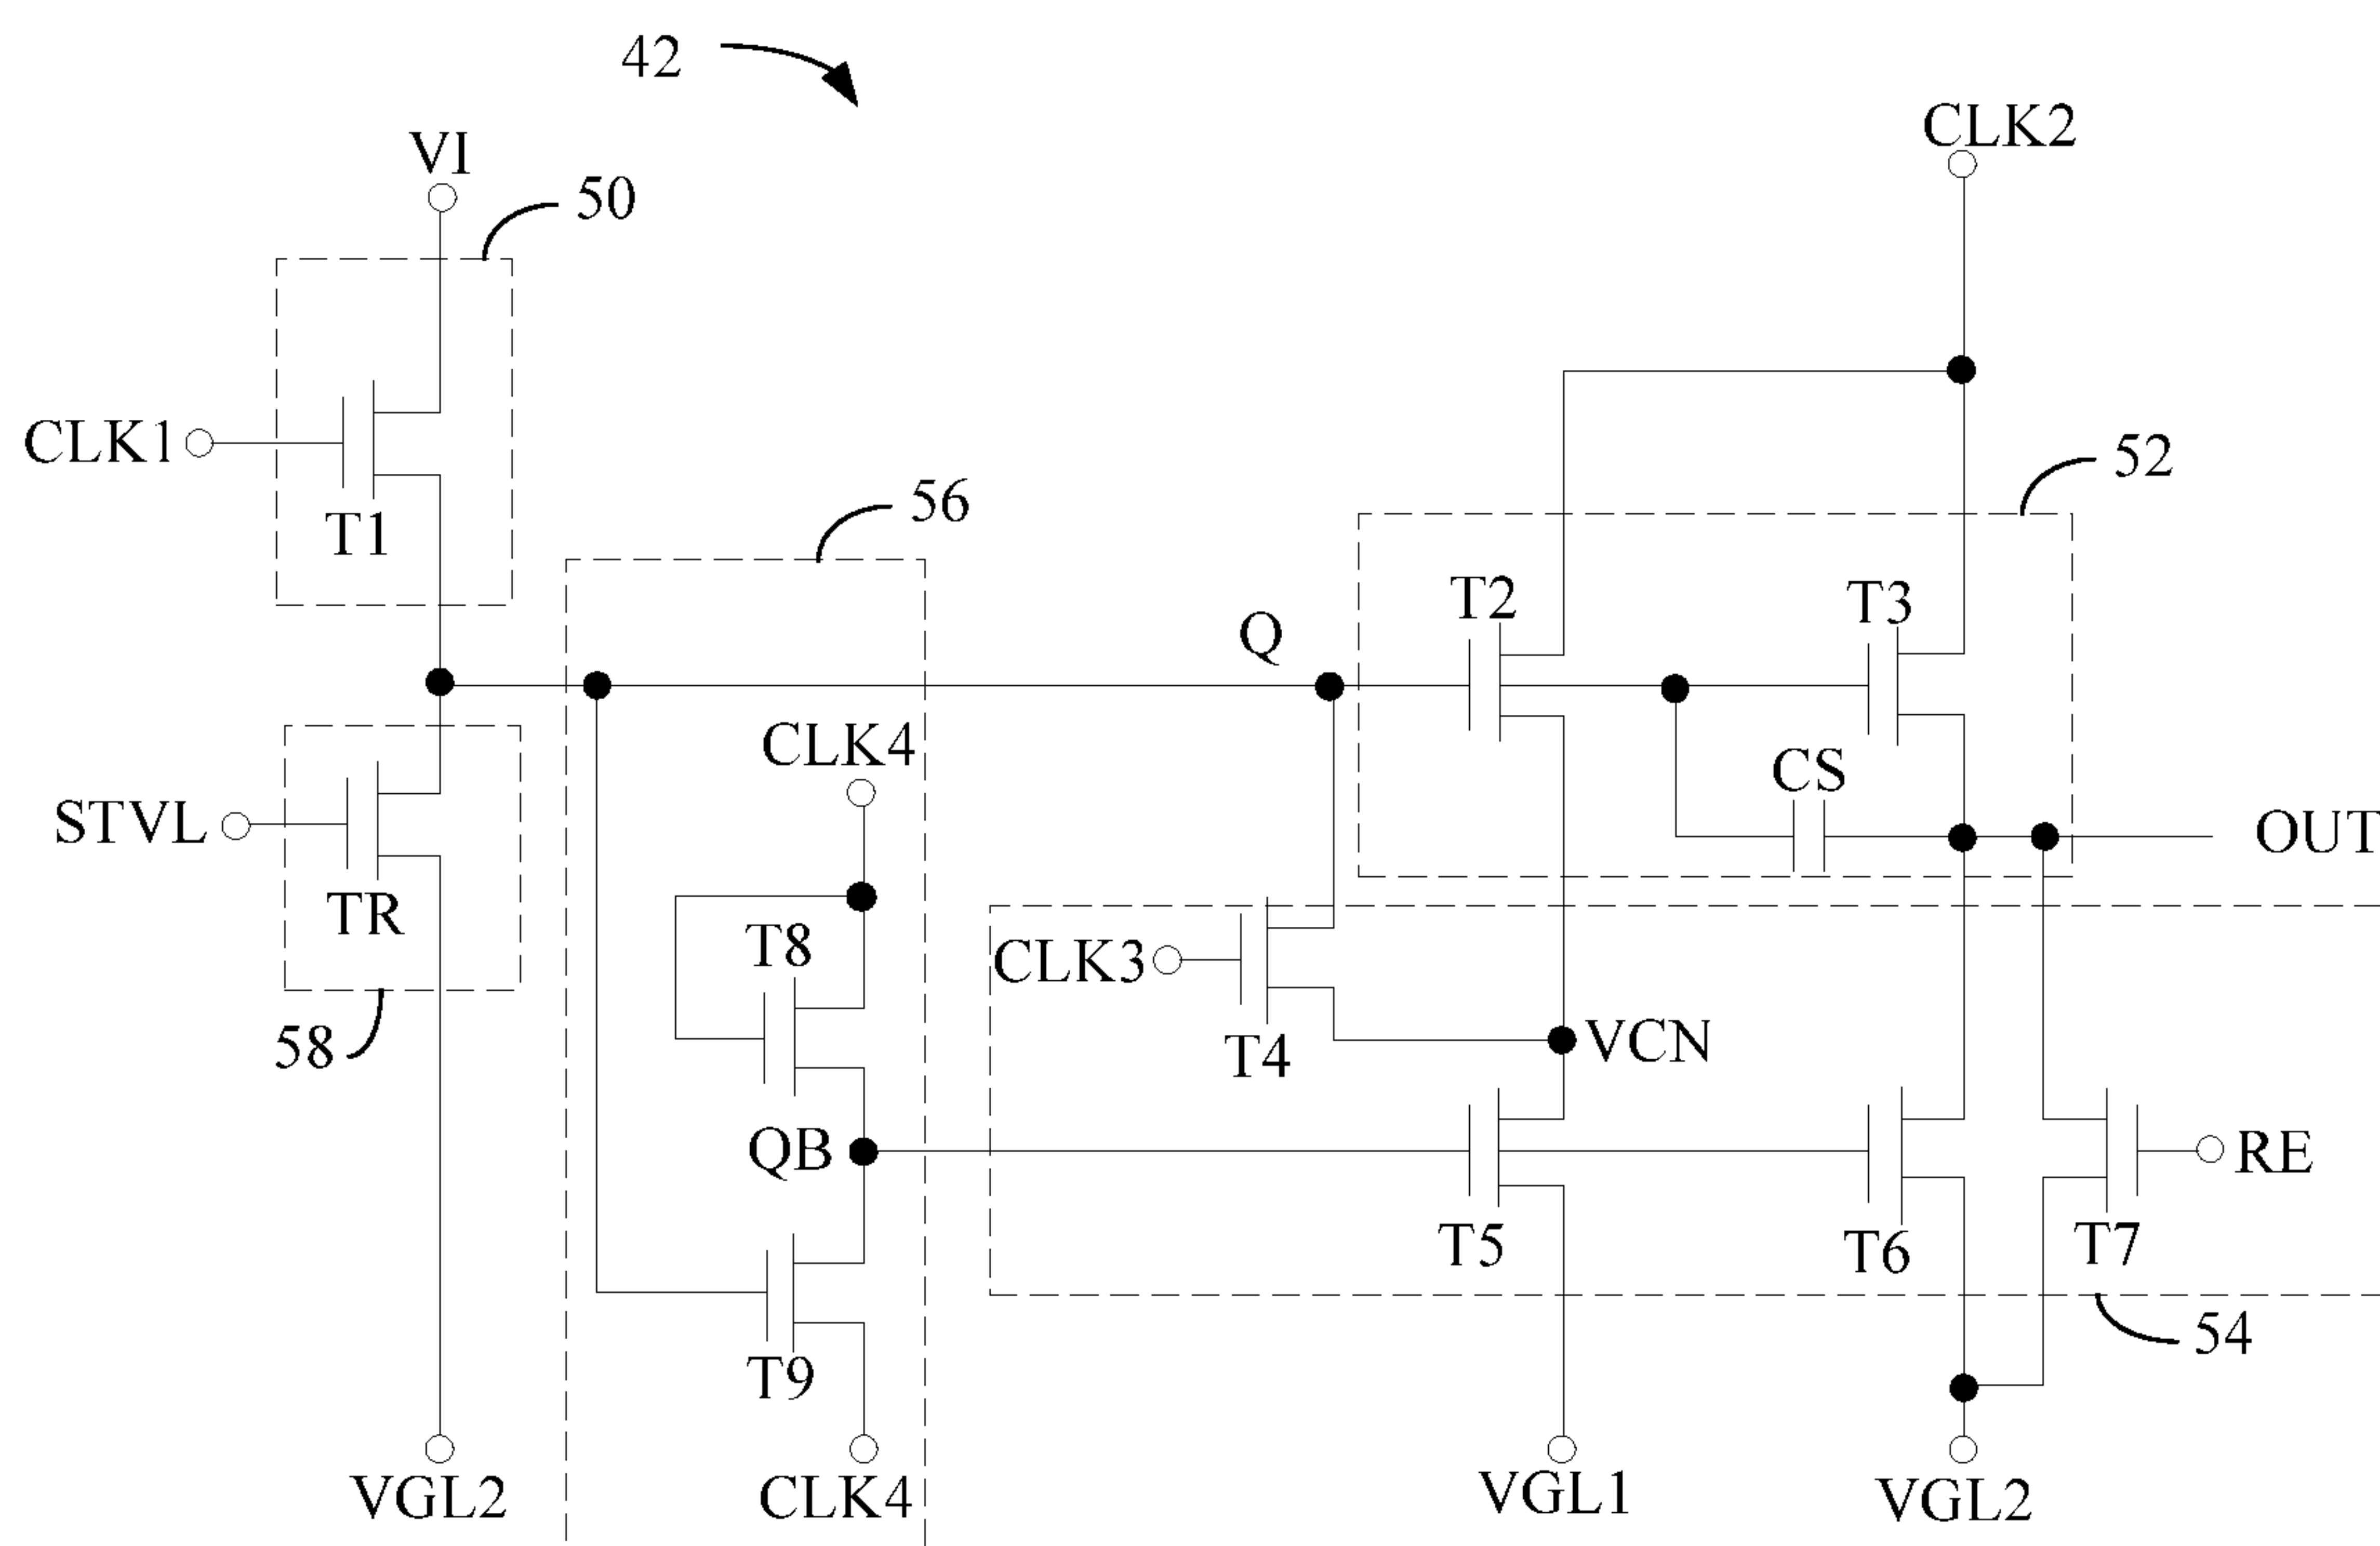 42
CLK2
VI
50
CLK1
T1
52
56
Q
T2
T3
CLK4
CS
STVL
OUT
TR
T8
CLK3
58
T4
VCN
QB
RE
T5
T6
T7
54
T9
VGL2
CLK4
VGL1
VGL2